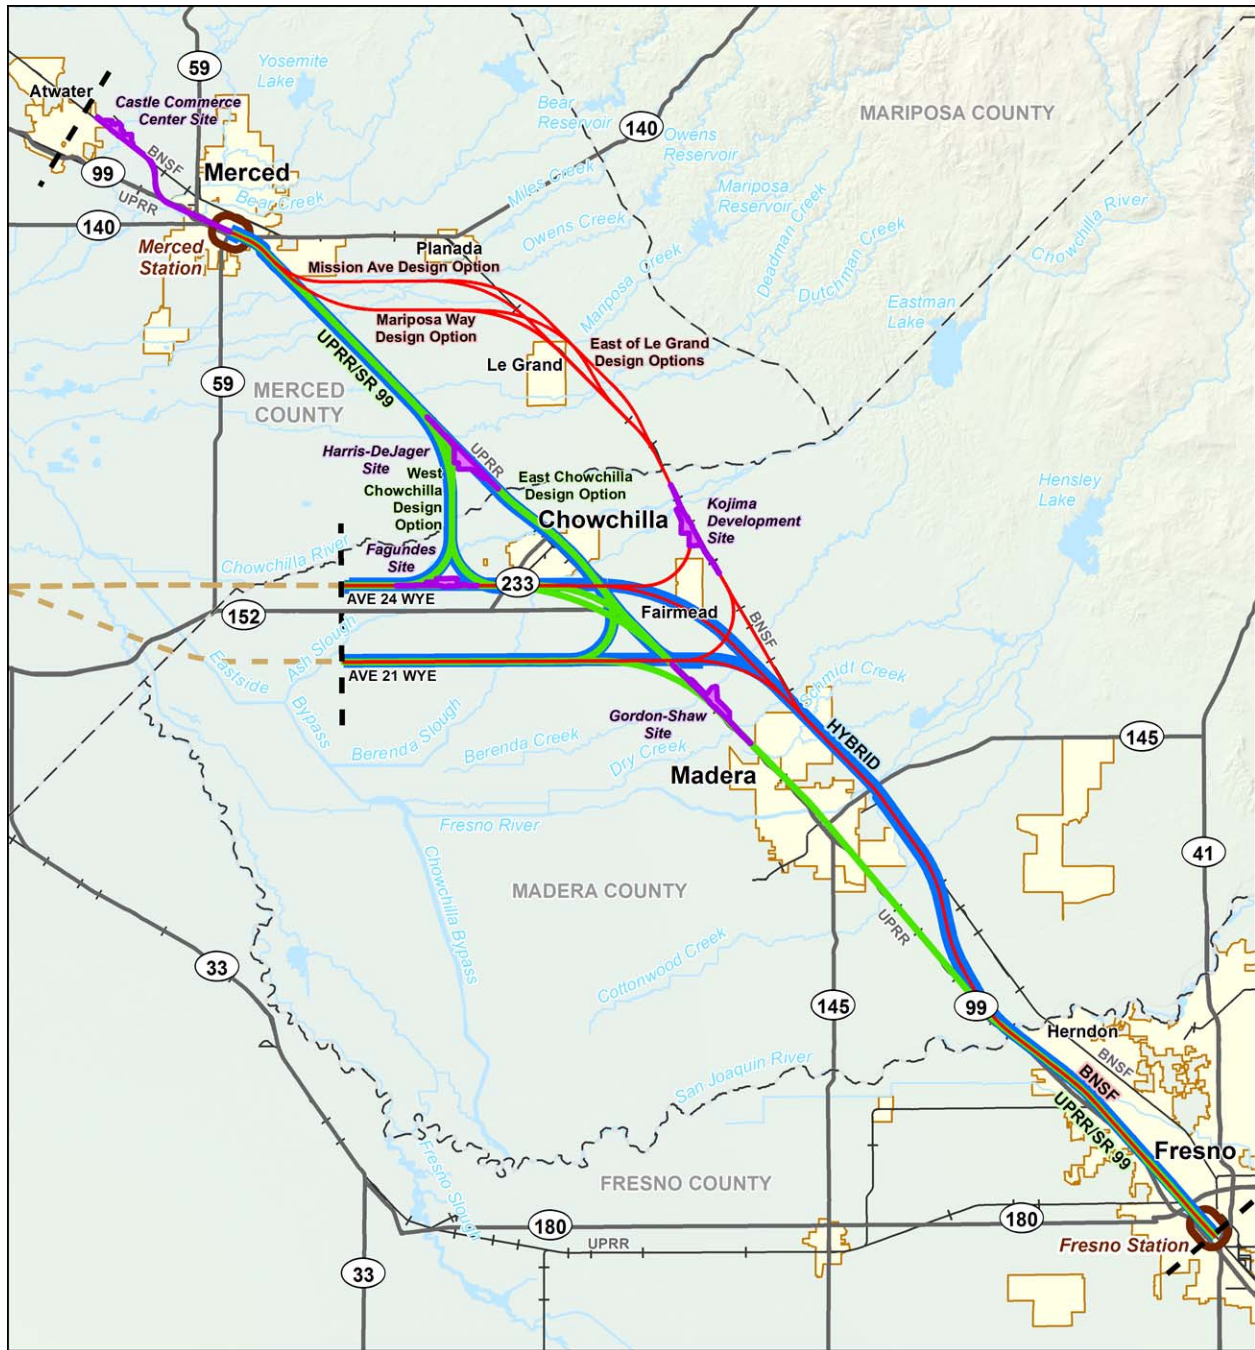 59
Yosemite
Lake
Atwater
Castle Commerce
Center Site
Bear
Reservoir
MARIPOSA COUNTY
140
Owens
Reservoir
BNSF
99
Merced
Miles Creek
Mariposa
Reservoir
Deadman Creek
Chowchilla River
UPRR
Bear Creek
140
Owens Creek
Dutchman Creek
Merced
Station
Planada
Mission Ave Design Option
Mariposa Creek
Eastman
Lake
Mariposa Way
Design Option
East of Le Grand
Design Options
UPRR/SR 99
Le Grand
59
MERCED
COUNTY
Harris-DeJager
Site
UPRR
West
Chowchilla
Design
Option
East Chowchilla
Design Option
Hensley
Lake
Chowchilla
Kojima
Development
Site
Chowchilla River
Fagundes
Site
233
AVE 24 WYE
152
Fairmead
BNSF
Ash Slough
Eastside
Bypass
AVE 21 WYE
Schmidt Creek
Gordon-Shaw
Site
Berenda Slough
Berenda Creek
Dry Creek
HYBRID
145
Madera
Fresno River
41
Chowchilla Bypass
MADERA COUNTY
UPRR
Cottonwood Creek
33
145
99
Herndon
BNSF
San Joaquin River
BNSF
UPRR/SR 99
Fresno
Fresno Slough
FRESNO COUNTY
180
180
UPRR
Fresno Station
33